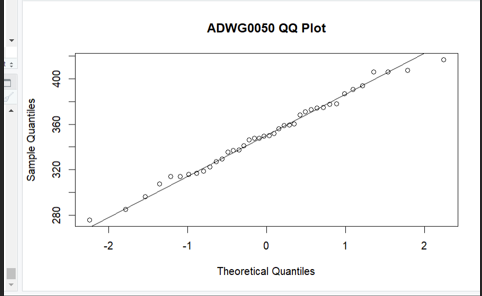 ADWG0050 QQ Plot
Sample Quantiles
280 320 360 400
-2 -1 0 1 2
Theoretical Quantiles